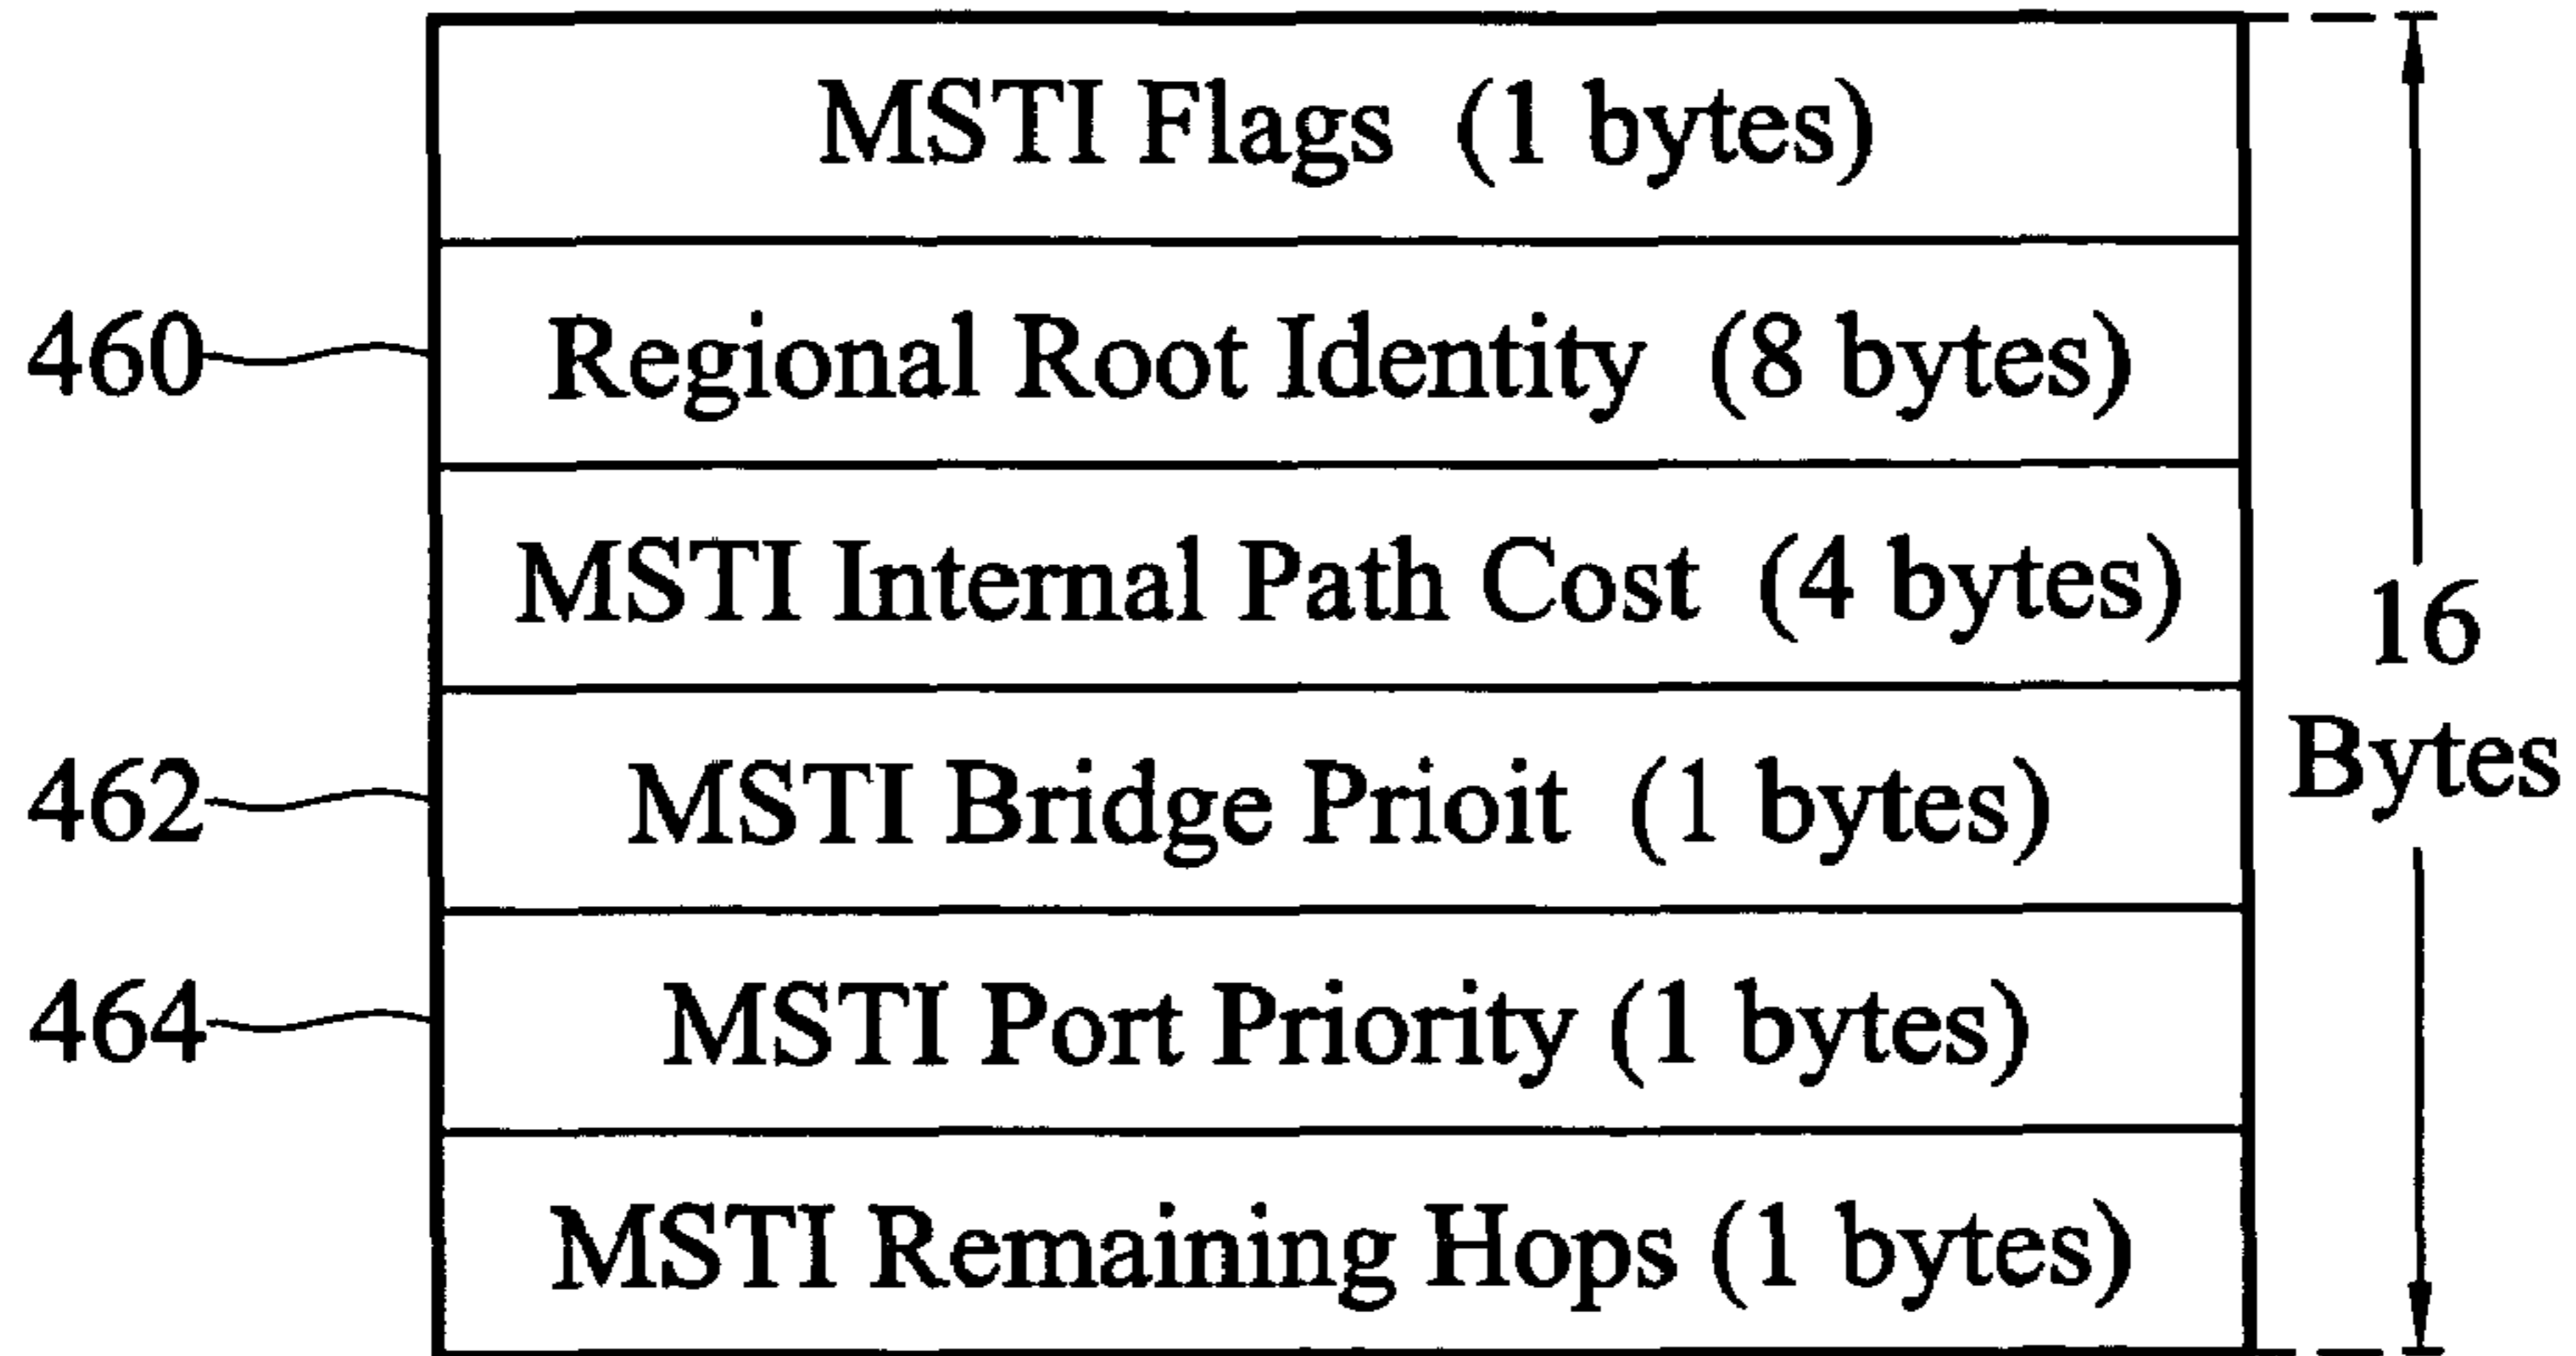 MSTI Flags (1 bytes)
460 Regional Root Identity (8 bytes)
MSTI Internal Path Cost (4 bytes)
16
Bytes
462 MSTI Bridge Prioit (1 bytes)
464 MSTI Port Priority (1 bytes)
MSTI Remaining Hops (1 bytes)